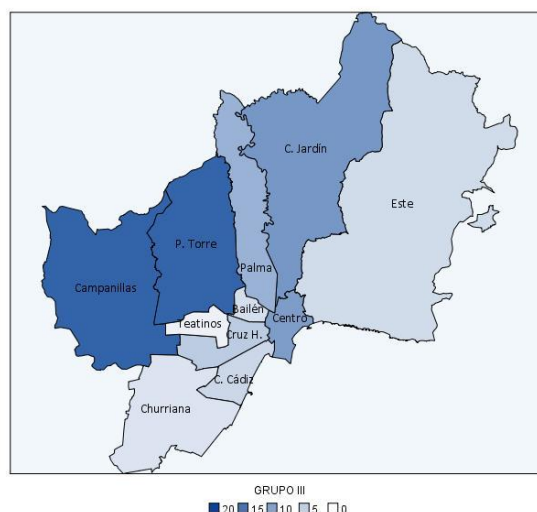 C. Jardín
Este
P. Torre
Palma
Campanillas
Bailén
Centro
Teatinos
Cruz H.
C. Cádiz
Churriana
GRUPO III
20 15 10 5 0